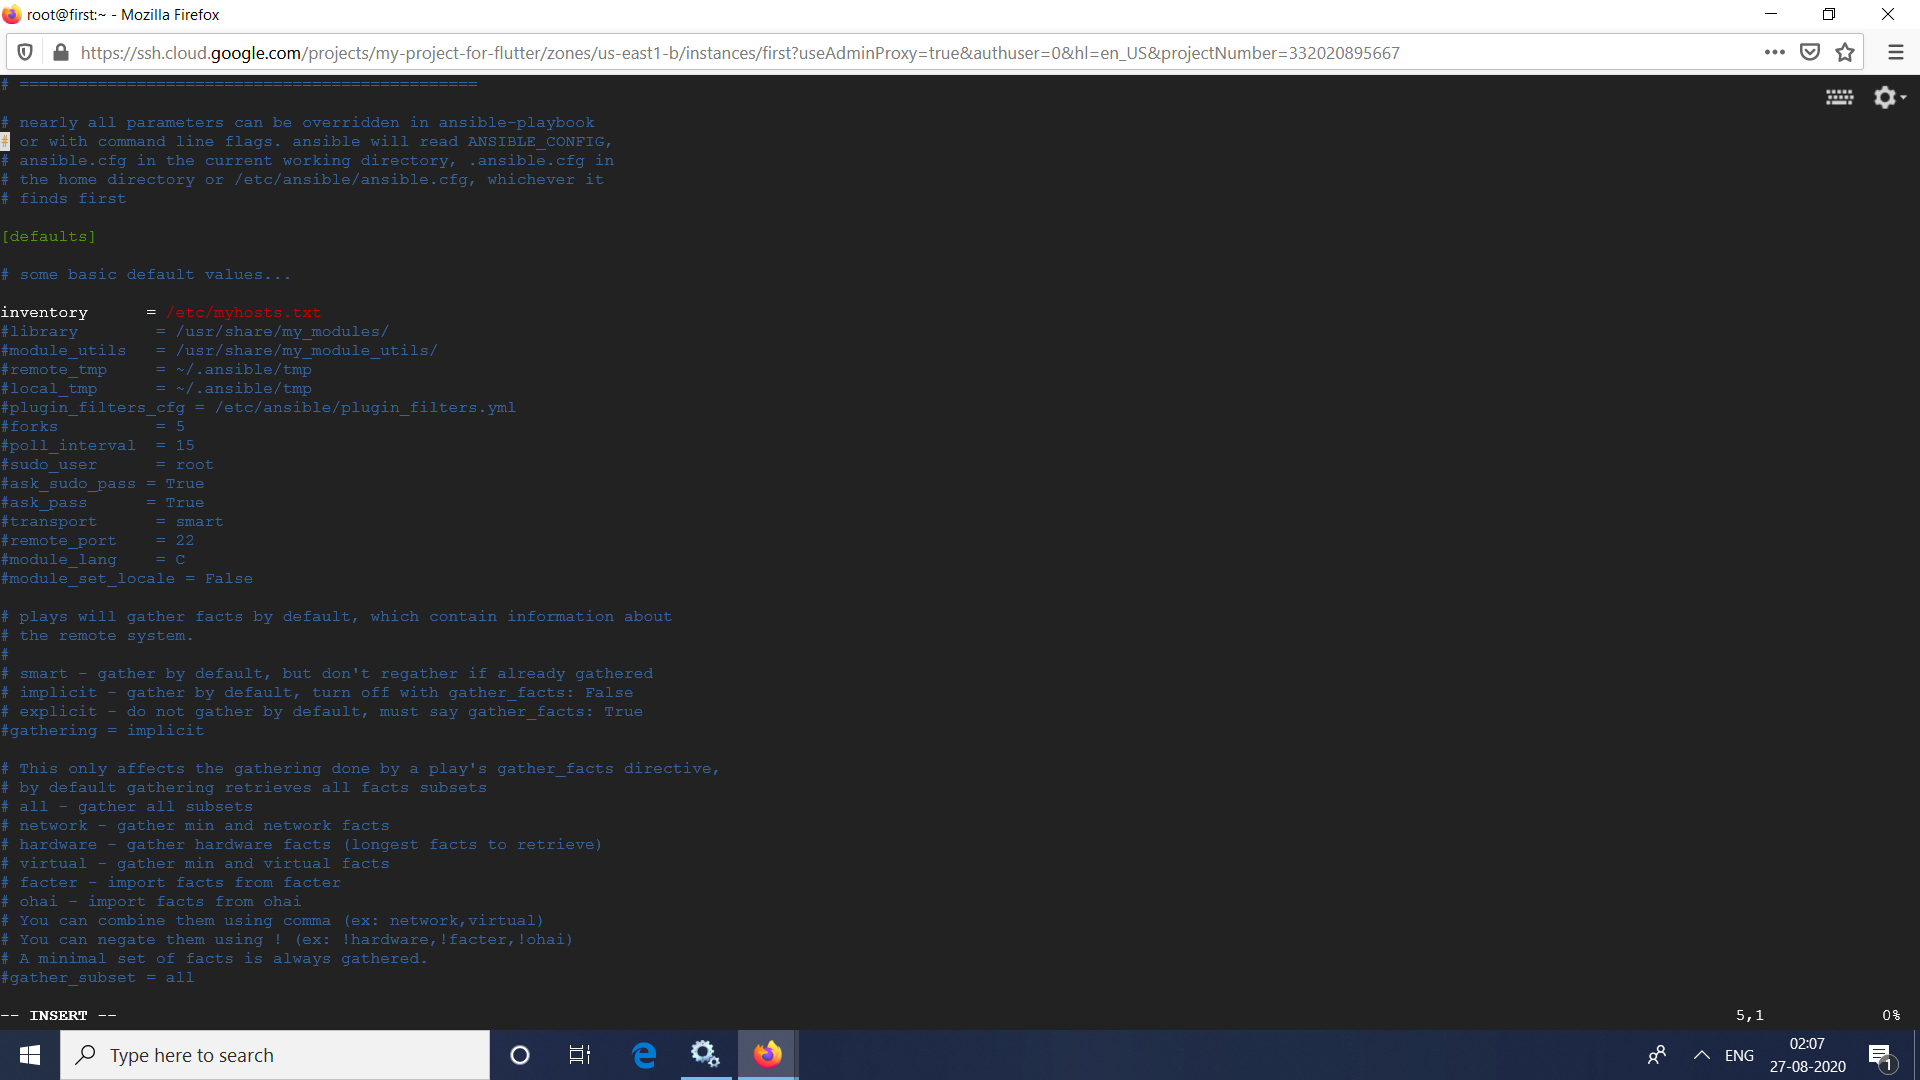 root@first:~ - Mozilla Firefox
https://ssh.cloud.google.com/projects/my-project-for-flutter/zones/us-east1-b/instances/first?useAdminProxy=true&authuser=0&hl=en_US&projectNumber=332020895667
# ===============================================
# nearly all parameters can be overridden in ansible-playbook
# or with command line flags. ansible will read ANSIBLE_CONFIG,
# ansible.cfg in the current working directory, .ansible.cfg in
# the home directory or /etc/ansible/ansible.cfg, whichever it
# finds first
[defaults]
# some basic default values...
inventory      = /etc/myhosts.txt
#library        = /usr/share/my_modules/
#module_utils   = /usr/share/my_module_utils/
#remote_tmp     = ~/.ansible/tmp
#local_tmp      = ~/.ansible/tmp
#plugin_filters_cfg = /etc/ansible/plugin_filters.yml
#forks          = 5
#poll_interval  = 15
#sudo_user      = root
#ask_sudo_pass = True
#ask_pass      = True
#transport      = smart
#remote_port    = 22
#module_lang    = C
#module_set_locale = False
# plays will gather facts by default, which contain information about
# the remote system.
#
# smart - gather by default, but don't regather if already gathered
# implicit - gather by default, turn off with gather_facts: False
# explicit - do not gather by default, must say gather_facts: True
#gathering = implicit
# This only affects the gathering done by a play's gather_facts directive,
# by default gathering retrieves all facts subsets
# all - gather all subsets
# network - gather min and network facts
# hardware - gather hardware facts (longest facts to retrieve)
# virtual - gather min and virtual facts
# facter - import facts from facter
# ohai - import facts from ohai
# You can combine them using comma (ex: network,virtual)
# You can negate them using ! (ex: !hardware,!facter,!ohai)
# A minimal set of facts is always gathered.
#gather_subset = all
-- INSERT --                    5,1    0%
Type here to search
ENG
02:07
27-08-2020
1